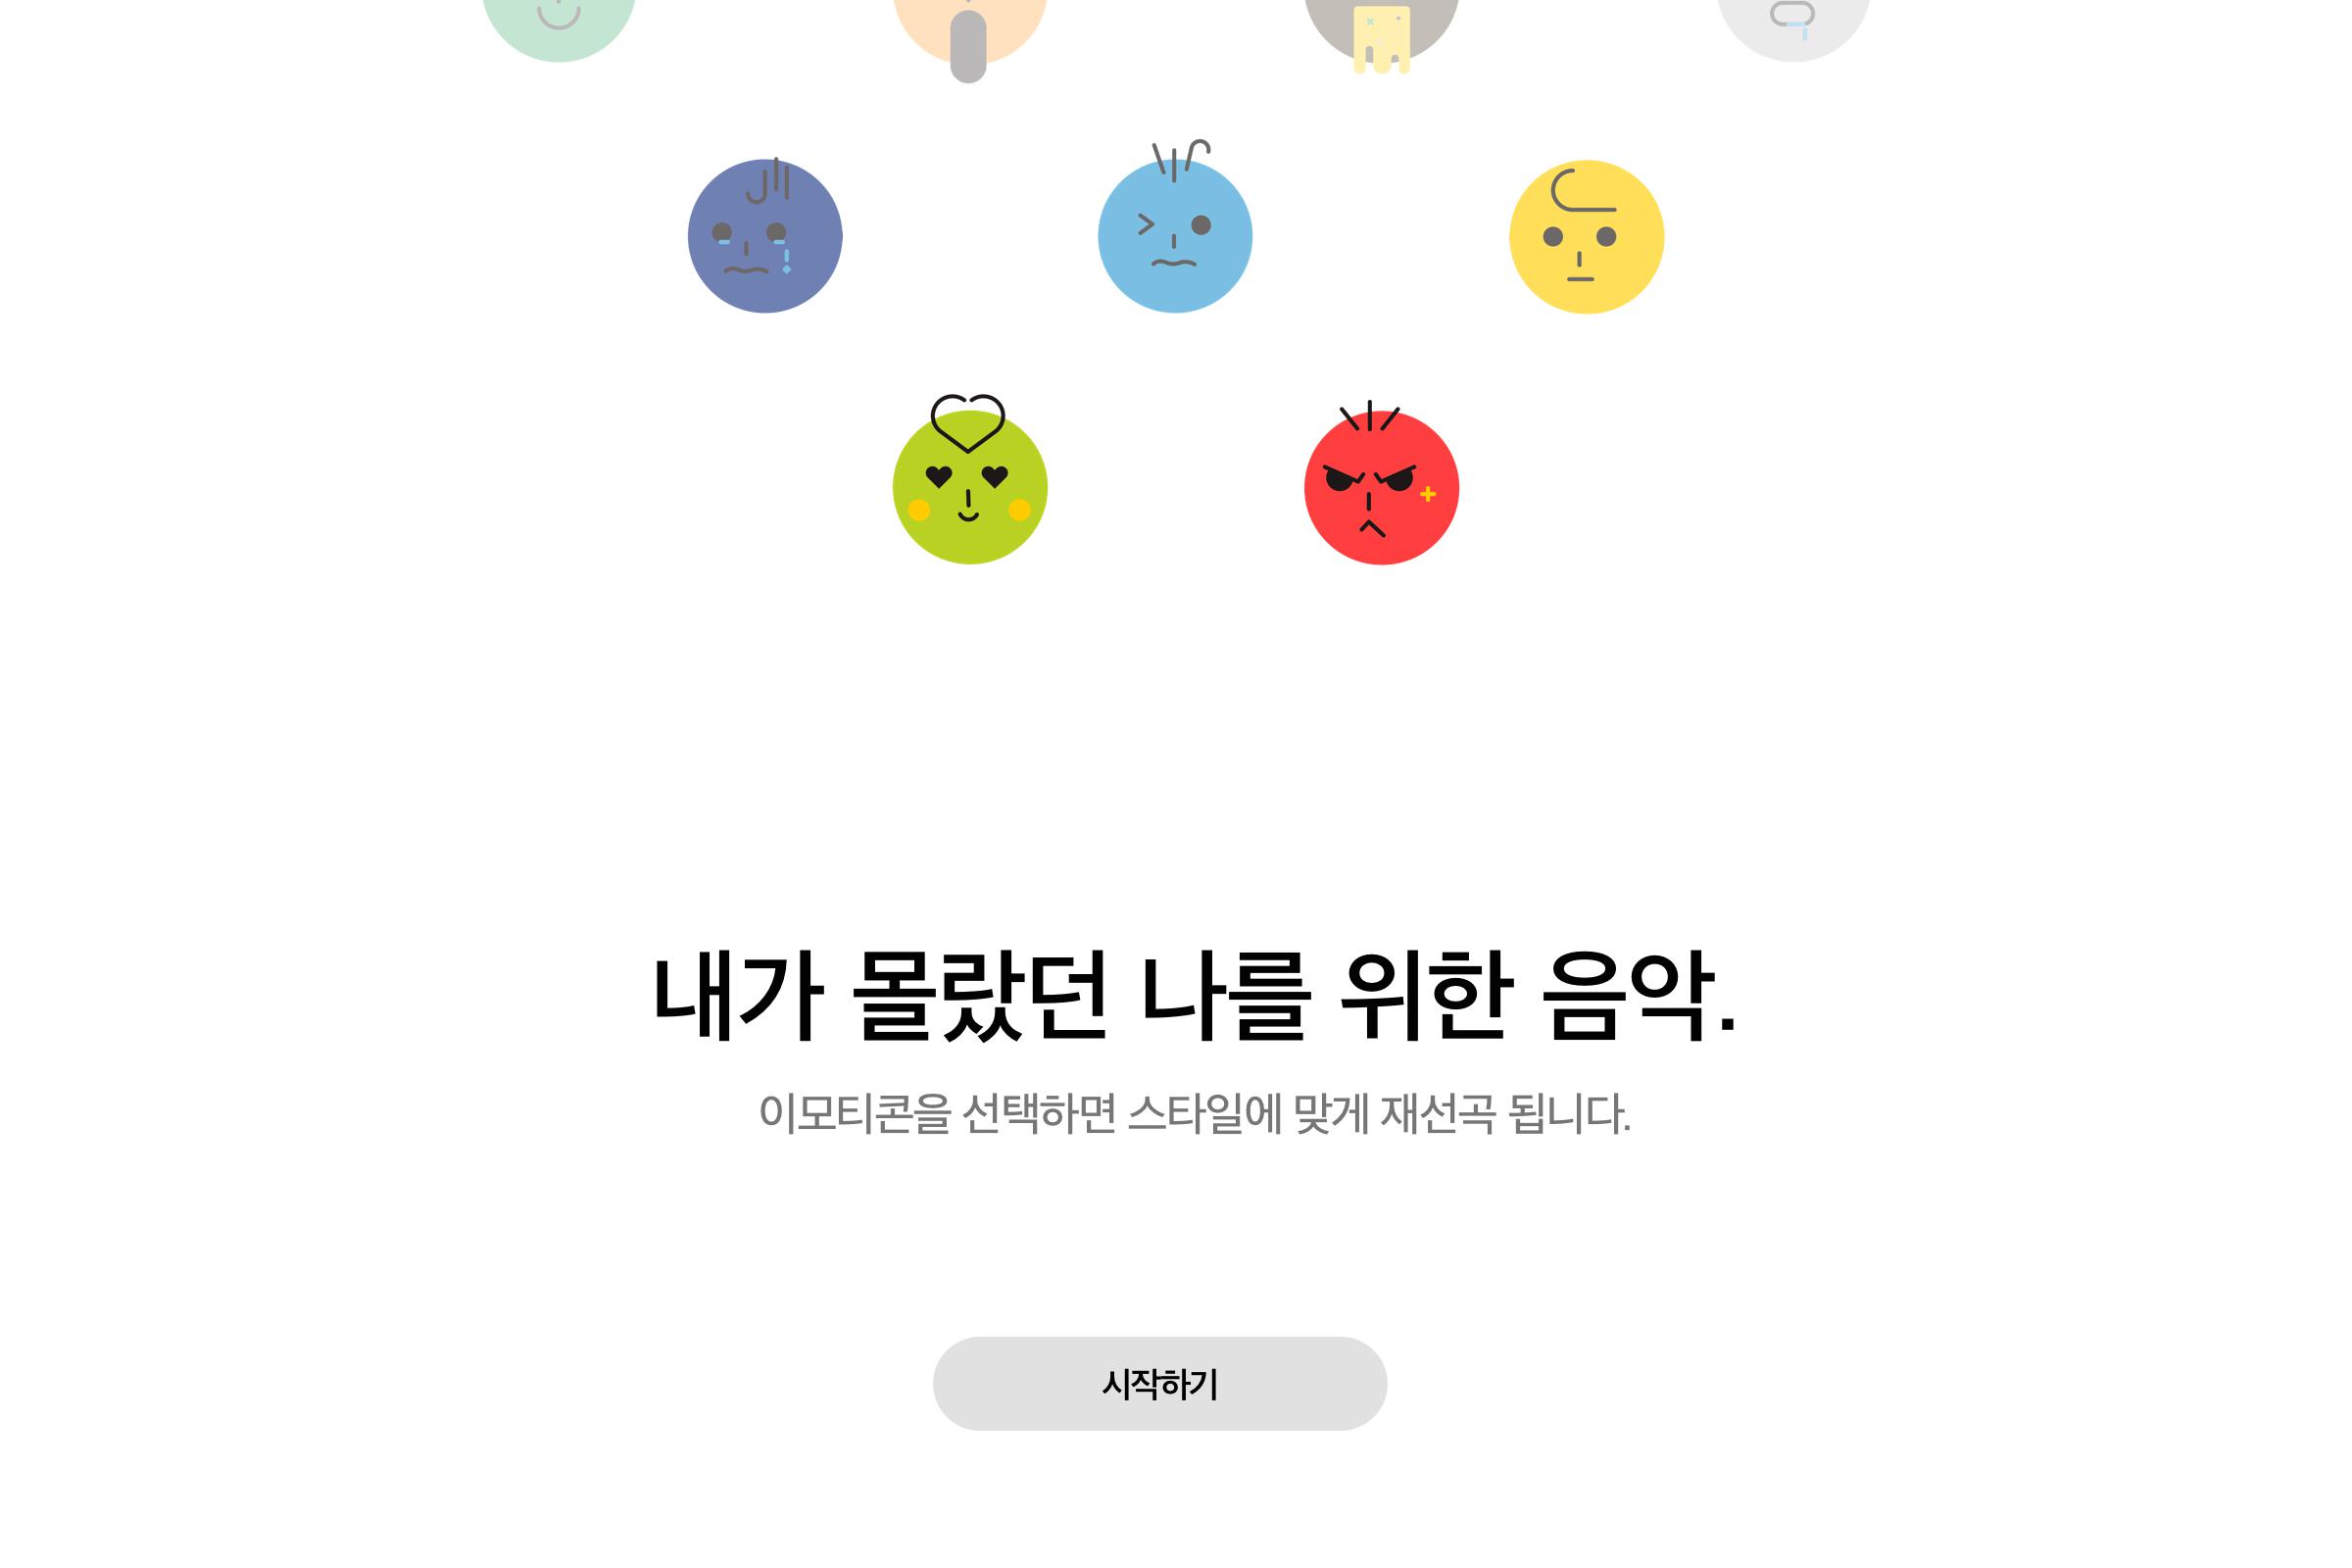 내가 몰랐던 나를 위한 음악.
이모티콘을 선택하면 스타일에 맞게 재선곡 됩니다.
시작하기